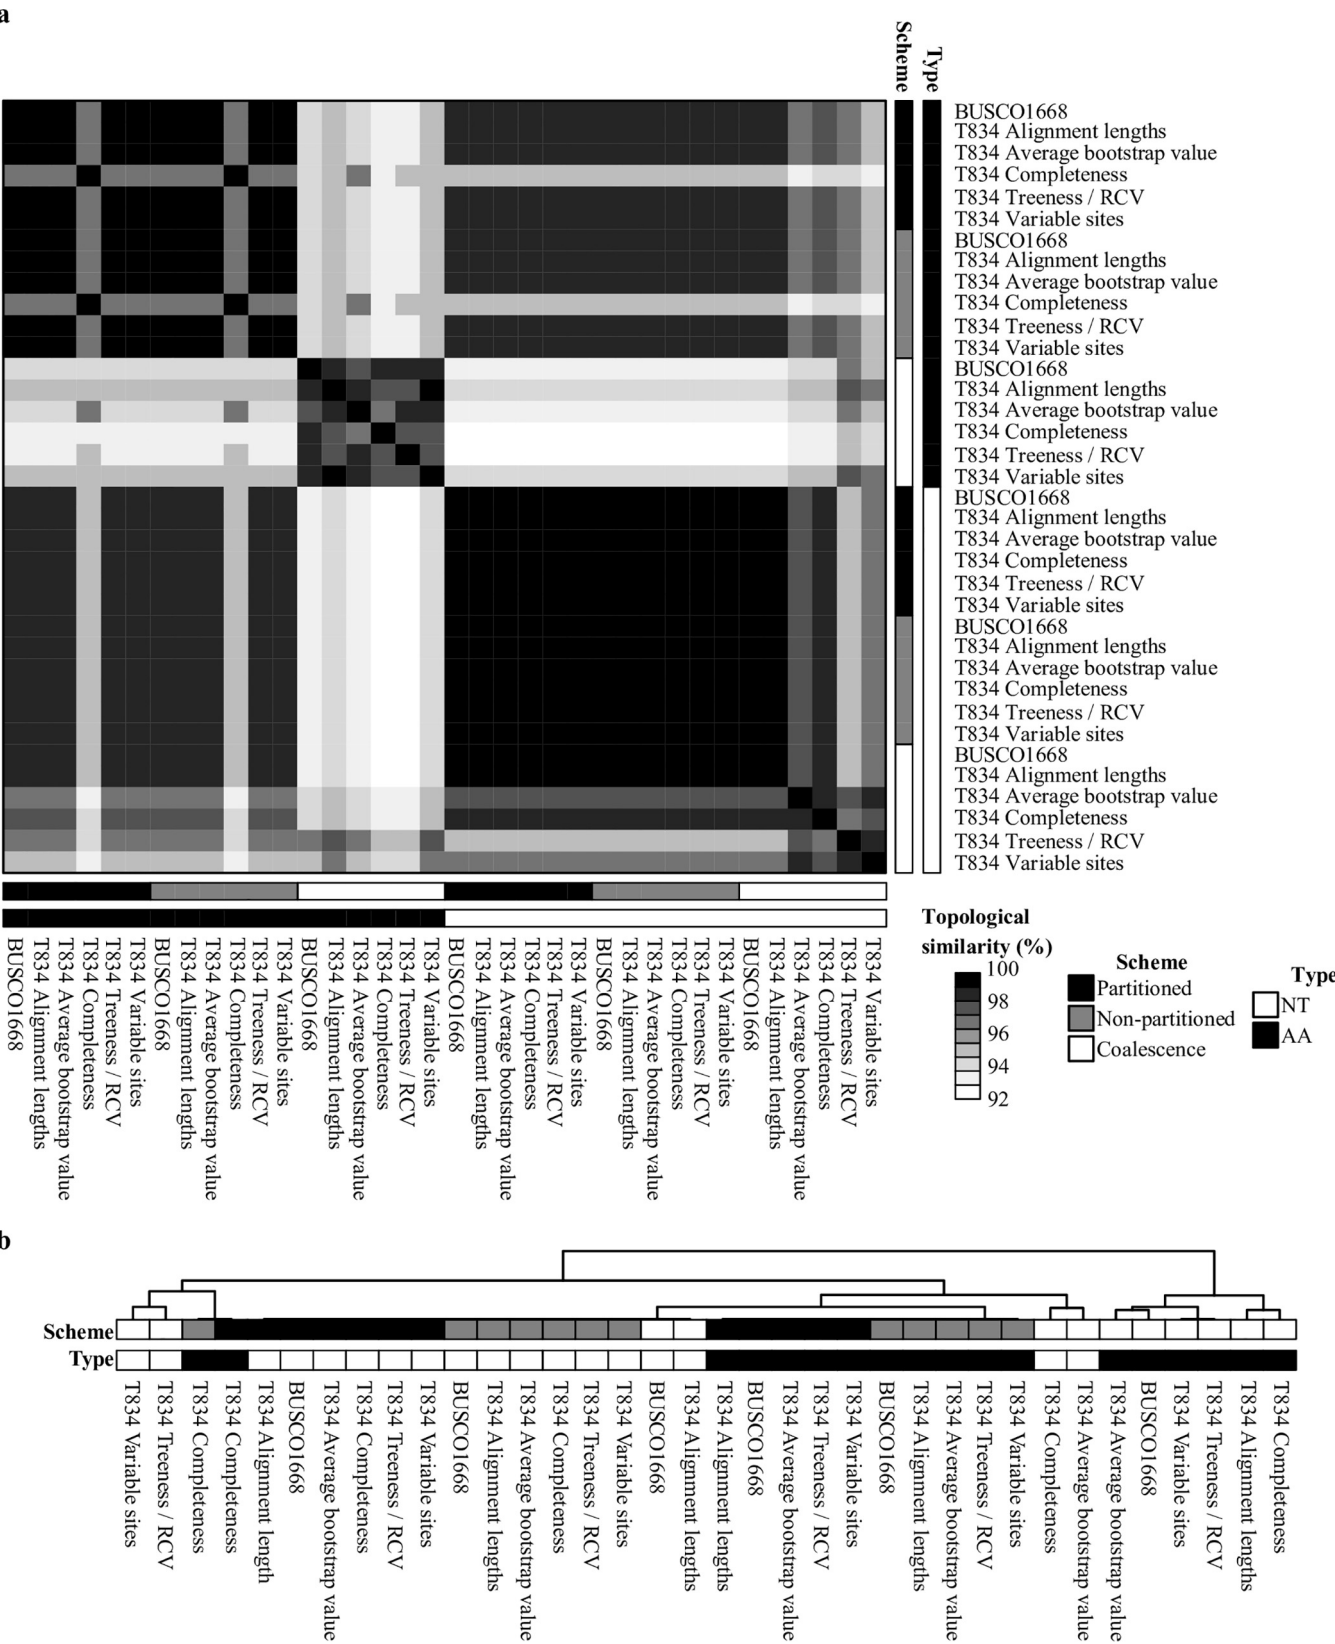 a
Scheme
Type
BUSCO1668
T834 Alignment lengths
T834 Average bootstrap value
T834 Completeness
T834 Treeness / RCV
T834 Variable sites
BUSCO1668
T834 Alignment lengths
T834 Average bootstrap value
T834 Completeness
T834 Treeness / RCV
T834 Variable sites
BUSCO1668
T834 Alignment lengths
T834 Average bootstrap value
T834 Completeness
T834 Treeness / RCV
T834 Variable sites
BUSCO1668
T834 Alignment lengths
T834 Average bootstrap value
T834 Completeness
T834 Treeness / RCV
T834 Variable sites
BUSCO1668
T834 Alignment lengths
T834 Average bootstrap value
T834 Completeness
T834 Treeness / RCV
T834 Variable sites
BUSCO1668
T834 Alignment lengths
T834 Average bootstrap value
T834 Completeness
T834 Treeness / RCV
T834 Variable sites
BUSCO1668
T834 Alignment lengths
T834 Average bootstrap value
T834 Completeness
T834 Treeness / RCV
T834 Variable sites
BUSCO1668
T834 Alignment lengths
T834 Average bootstrap value
T834 Completeness
T834 Treeness / RCV
T834 Variable sites
BUSCO1668
T834 Alignment lengths
T834 Average bootstrap value
T834 Completeness
T834 Treeness / RCV
T834 Variable sites
BUSCO1668
T834 Alignment lengths
T834 Average bootstrap value
T834 Completeness
T834 Treeness / RCV
T834 Variable sites
BUSCO1668
T834 Alignment lengths
T834 Average bootstrap value
T834 Completeness
T834 Treeness / RCV
T834 Variable sites
BUSCO1668
T834 Alignment lengths
T834 Average bootstrap value
T834 Completeness
T834 Treeness / RCV
T834 Variable sites
Topological
similarity (%)
100
98
96
94
92
Scheme
Partitioned
Non-partitioned
Coalescence
Type
NT
AA
b
Scheme
Type
T834 Variable sites
T834 Treeness / RCV
T834 Completeness
T834 Completeness
T834 Alignment length
BUSCO1668
T834 Average bootstrap value
T834 Completeness
T834 Treeness / RCV
T834 Variable sites
BUSCO1668
T834 Alignment lengths
T834 Average bootstrap value
T834 Completeness
T834 Treeness / RCV
T834 Variable sites
BUSCO1668
T834 Alignment lengths
T834 Alignment lengths
BUSCO1668
T834 Average bootstrap value
T834 Treeness / RCV
T834 Variable sites
BUSCO1668
T834 Alignment lengths
T834 Average bootstrap value
T834 Treeness / RCV
T834 Variable sites
T834 Completeness
T834 Average bootstrap value
T834 Average bootstrap value
BUSCO1668
T834 Variable sites
T834 Treeness / RCV
T834 Alignment lengths
T834 Completeness